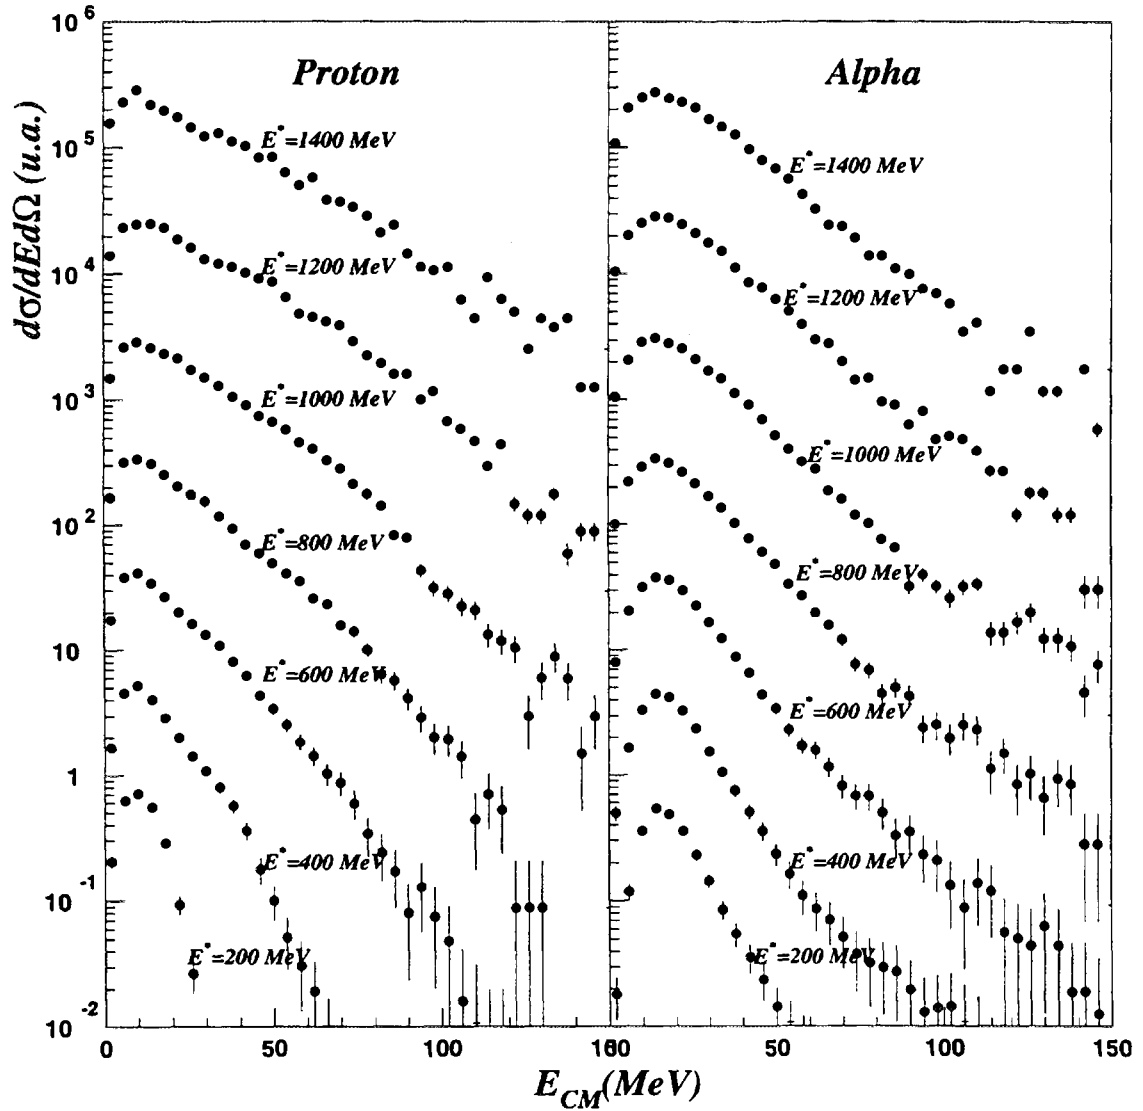 10 6
Proton
Alpha
E*=1400 MeV
E*=1400 MeV
10 5
dσ/dEdΩ (u.a.)
E*=1200 MeV
E*=1200 MeV
10 4
E*=1000 MeV
E*=1000 MeV
10 3
E*=800 MeV
E*=800 MeV
10 2
E*=600 MeV
E*=600 MeV
10
E*=400 MeV
E*=400 MeV
1
E*=200 MeV
E*=200 MeV
10 -1
10 -2
0 50 100 50 100 150
E CM (MeV)